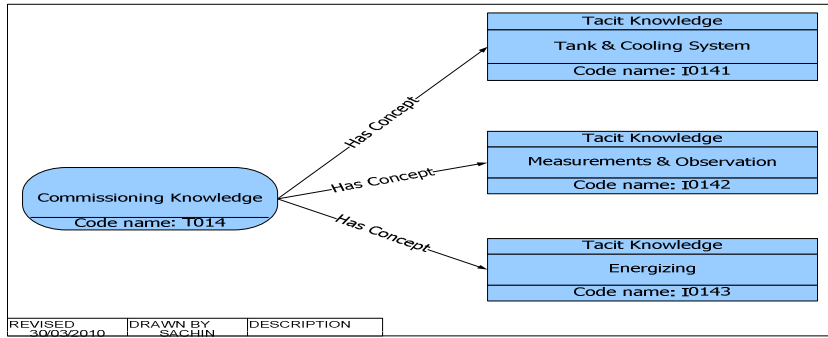 Tacit Knowledge
Tank & Cooling System
Code name: I0141
Has Concept
Tacit Knowledge
Measurements & Observation
Code name: I0142
Has Concept
Commissioning Knowledge
Code name: T014
Has Concept
Tacit Knowledge
Energizing
Code name: I0143
REVISED
30/03/2010
DRAWN BY
SACHIN
DESCRIPTION